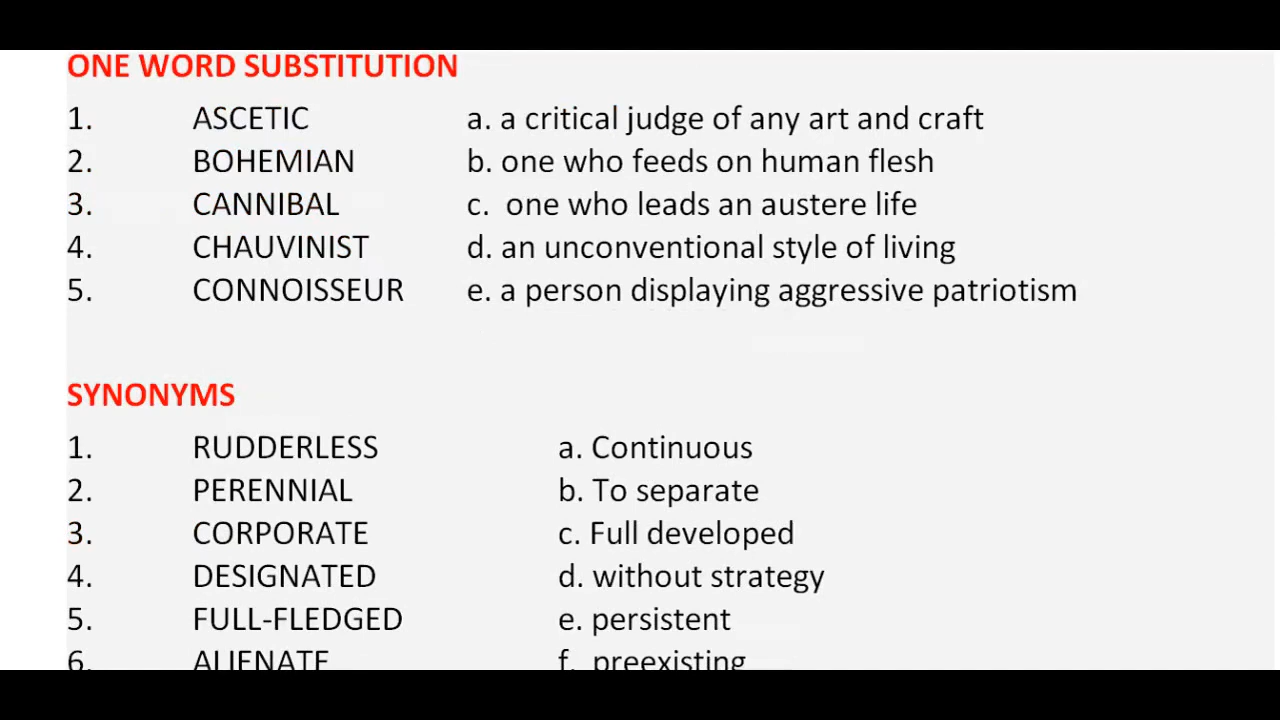 ONE WORD SUBSTITUTION
1. ASCETIC a. a critical judge of any art and craft
2. BOHEMIAN b. one who feeds on human flesh
3. CANNIBAL c. one who leads an austere life
4. CHAUVINIST d. an unconventional style of living
5. CONNOISSEUR e. a person displaying aggressive patriotism
SYNONYMS
1. RUDDERLESS a. Continuous
2. PERENNIAL b. To separate
3. CORPORATE c. Full developed
4. DESIGNATED d. without strategy
5. FULL-FLEDGED e. persistent
6. ALIENATE f. preexisting